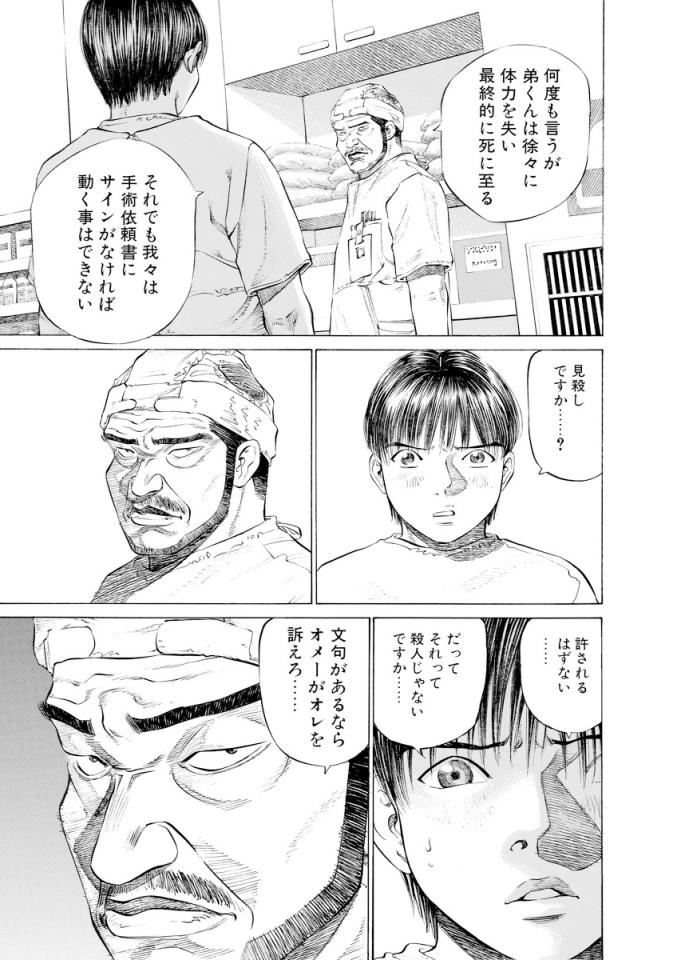 何度も言うが
弟くんは徐々に
体力を失い
最終的に死に至る
それでも我々は
手術依頼書に
サインがなければ
動く事はできない
見殺し
ですか……?
許される
はずない
……
だって
それって
殺人じゃない
ですか……
文句があるなら
オメーがオレを
訴えろ……